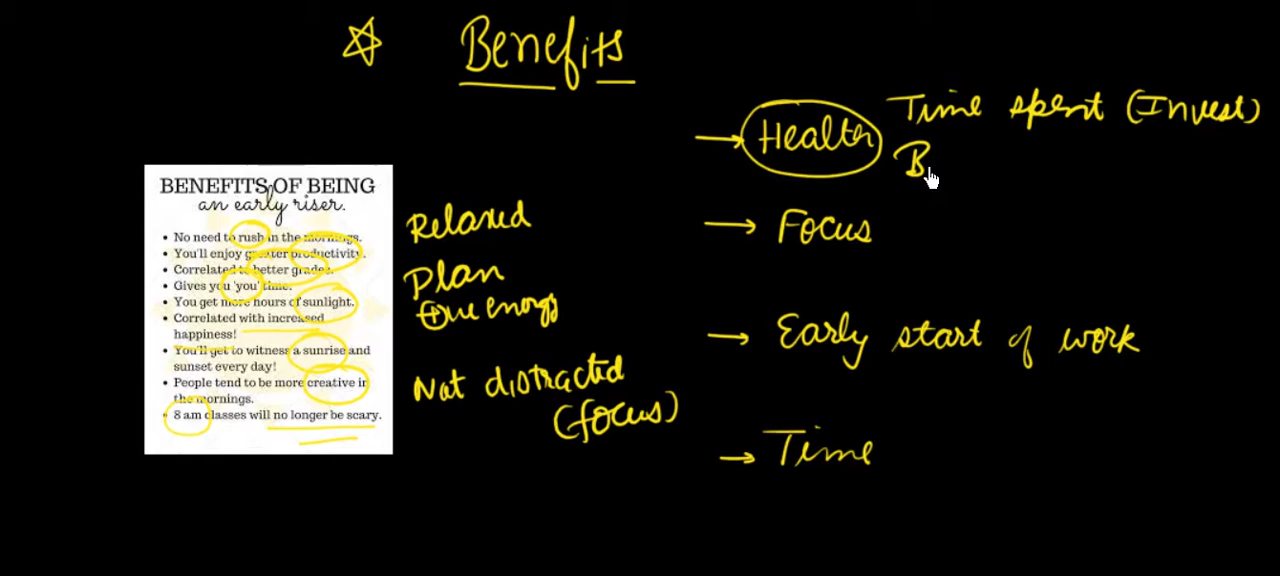 Benefits
Health
Time spent (Invest)
B
BENEFITS OF BEING
an early riser.
No need to rush in the mornings.
You'll enjoy greater productivity.
Correlated to better grades.
Gives you 'you' time.
You get more hours of sunlight.
Correlated with increased
happiness!
You'll get to witness a sunrise and
sunset every day!
People tend to be more creative in
the mornings.
8 am classes will no longer be scary.
Relaxed
Plan
+ve energy
Not distracted
(focus)
Focus
Early start of work
Time